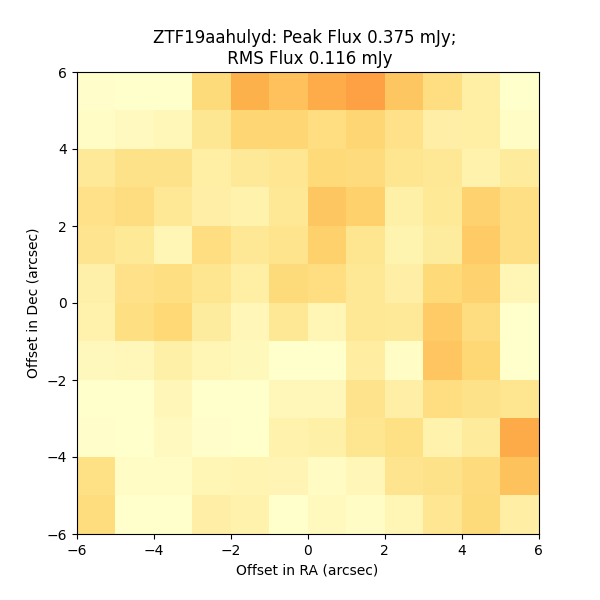 ZTF19aahulyd: Peak Flux 0.375 mJy;
RMS Flux 0.116 mJy
6
4
2
0
−2
−4
−6
Offset in Dec (arcsec)
−6 −4 −2 0 2 4 6
Offset in RA (arcsec)